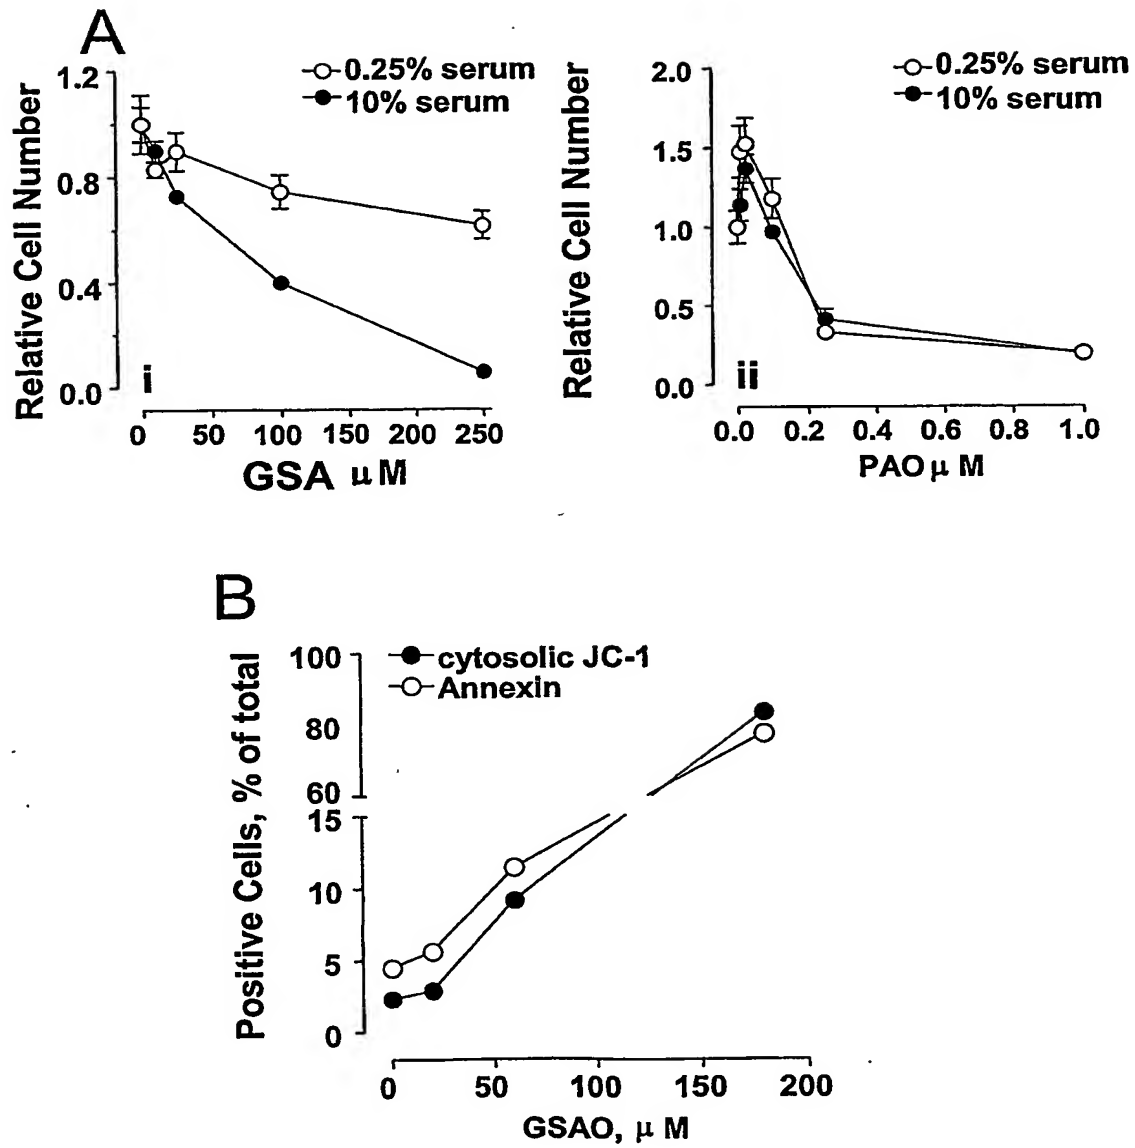 A
0.25% serum
10% serum
Relative Cell Number
1.2
0.8
0.4
0.0
i
0 50 100 150 200 250
GSA μM
0.25% serum
10% serum
Relative Cell Number
2.0
1.5
1.0
0.5
0.0
ii
0.0 0.2 0.4 0.6 0.8 1.0
PAO μ M
B
cytosolic JC-1
Annexin
Positive Cells, % of total
100
80
60
15
10
5
0
0 50 100 150 200
GSAO, μ M